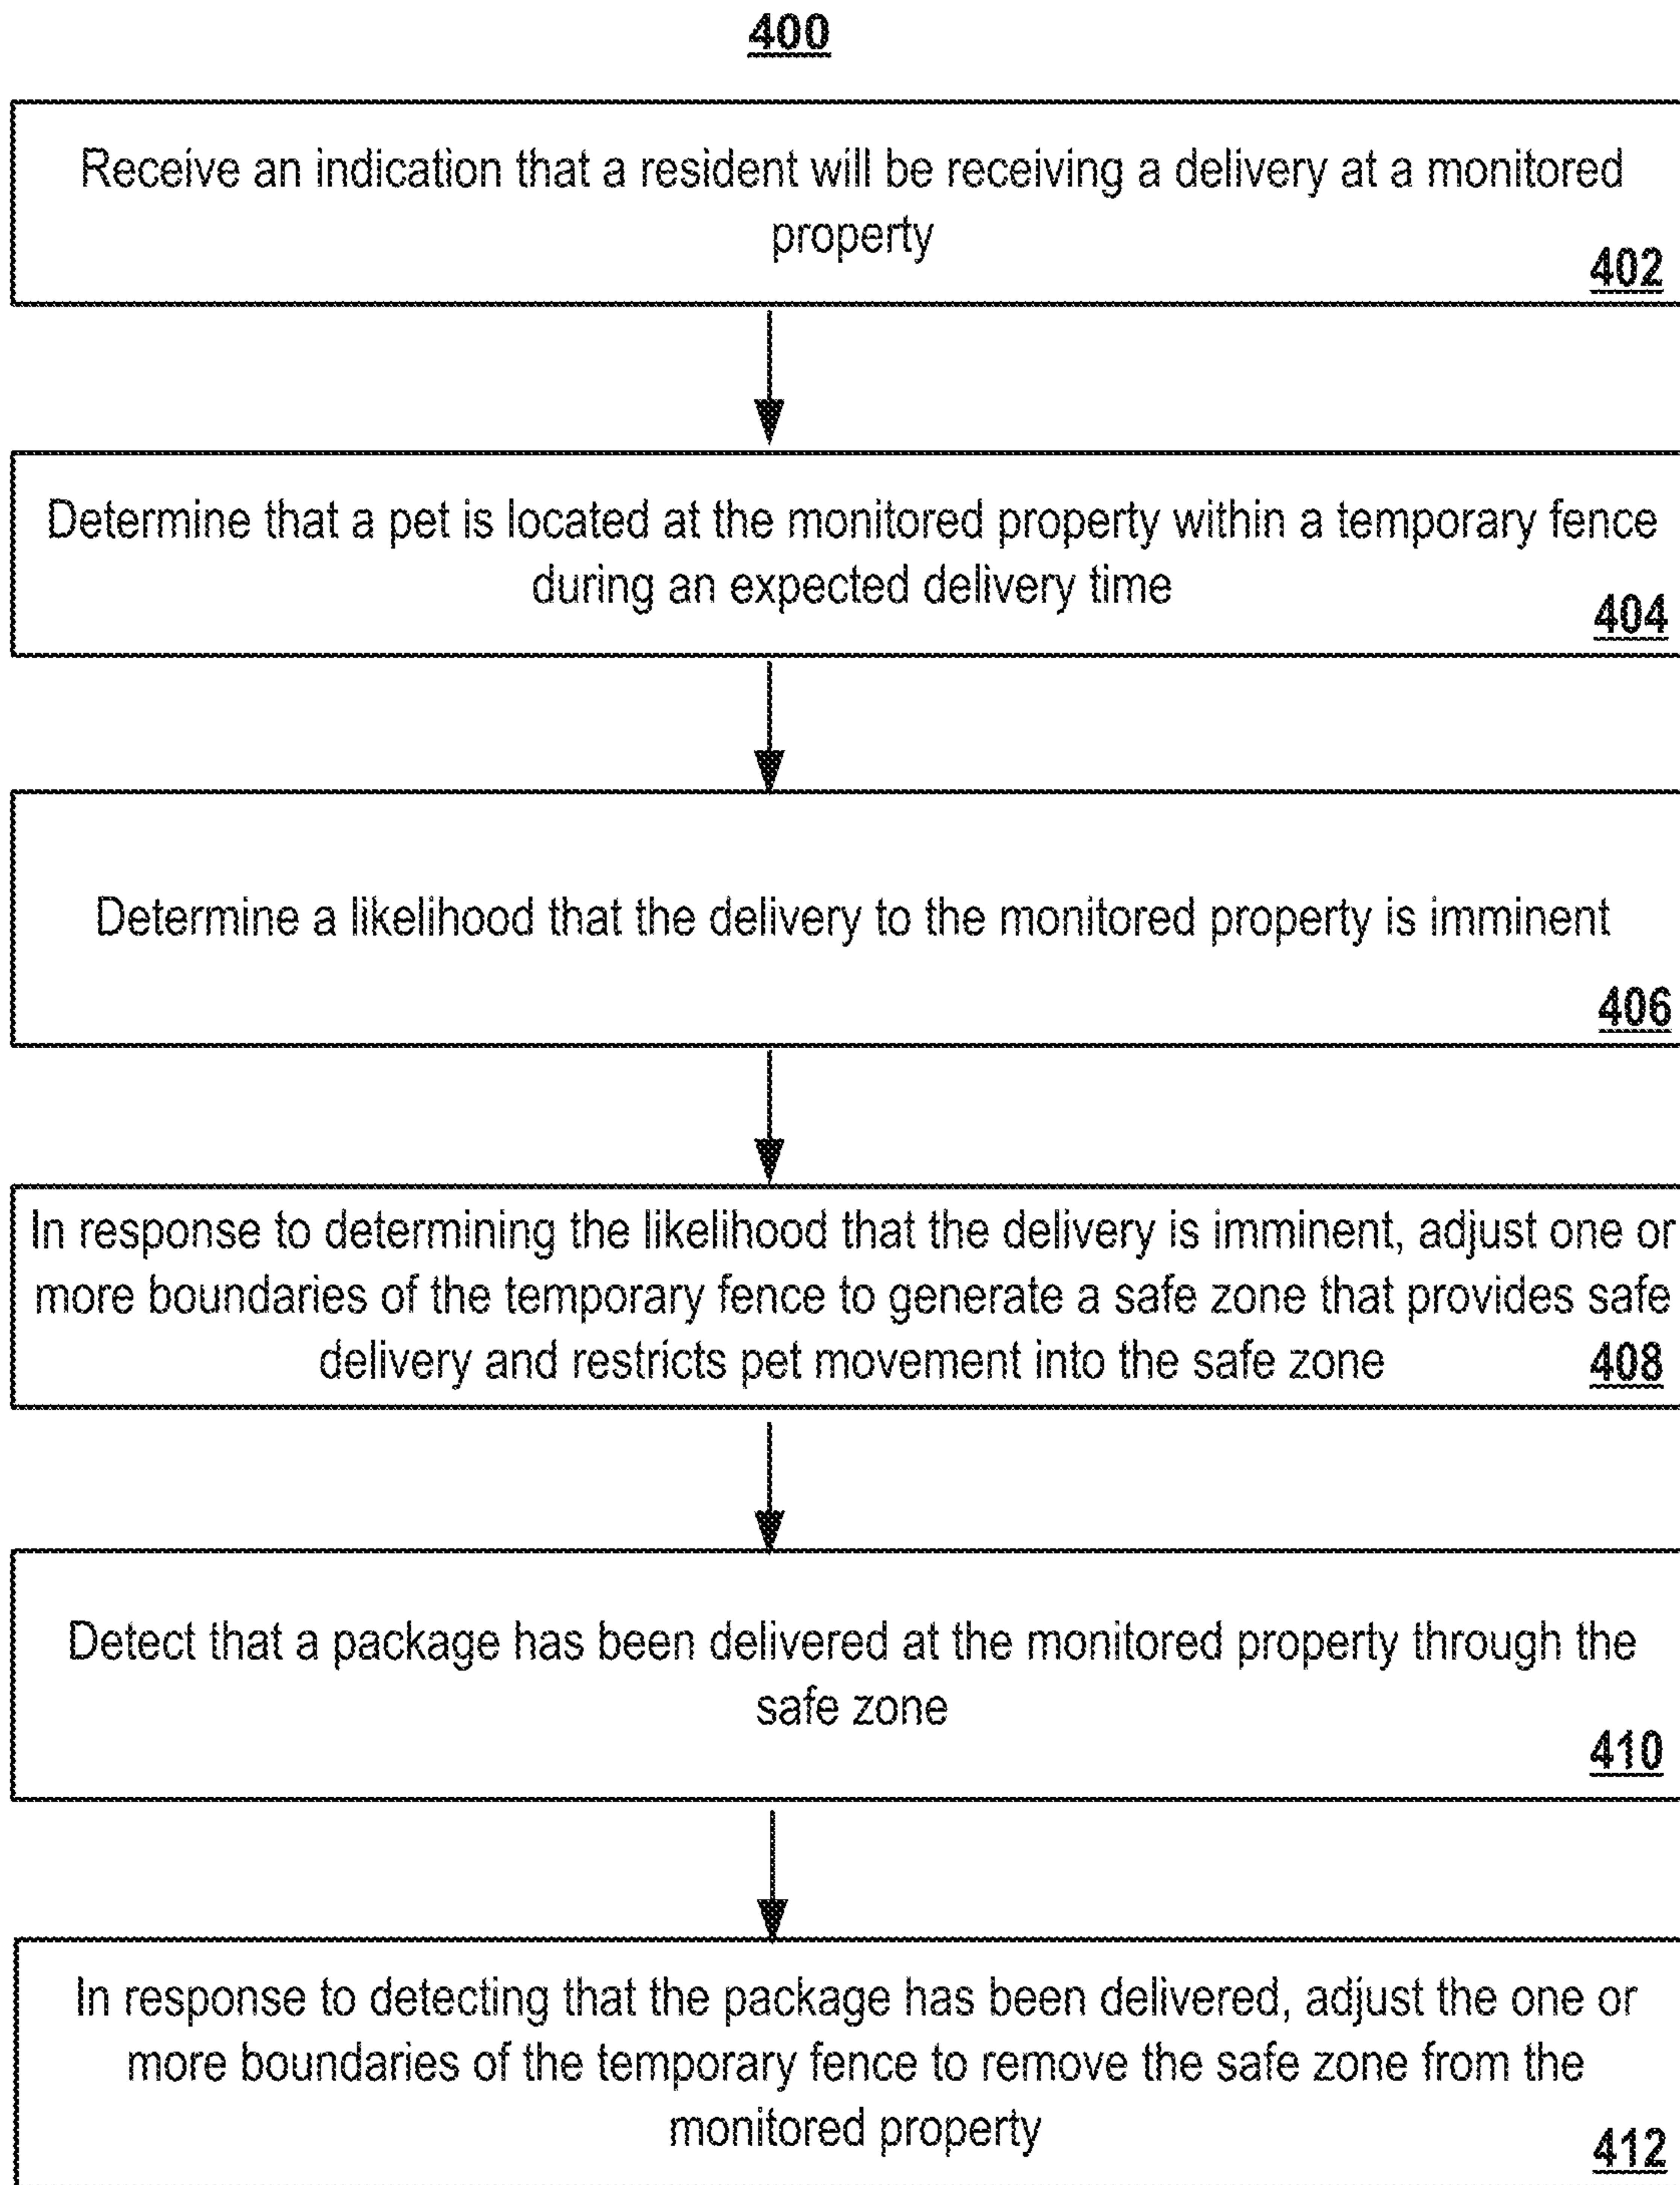 400
Receive an indication that a resident will be receiving a delivery at a monitored
property
402
Determine that a pet is located at the monitored property within a temporary fence
during an expected delivery time
404
Determine a likelihood that the delivery to the monitored property is imminent
406
In response to determining the likelihood that the delivery is imminent, adjust one or
more boundaries of the temporary fence to generate a safe zone that provides safe
delivery and restricts pet movement into the safe zone
408
Detect that a package has been delivered at the monitored property through the
safe zone
410
In response to detecting that the package has been delivered, adjust the one or
more boundaries of the temporary fence to remove the safe zone from the
monitored property
412